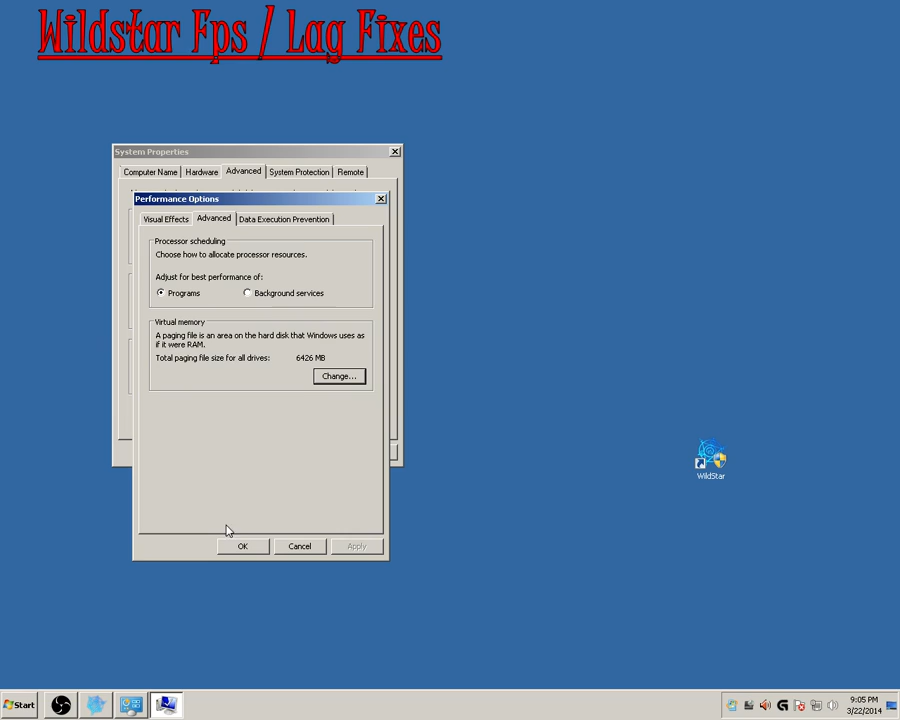 Wildstar Fps / Lag Fixes
System Properties
Computer Name
Hardware
Advanced
System Protection
Remote
Performance Options
Visual Effects
Advanced
Data Execution Prevention
Processor scheduling
Choose how to allocate processor resources.
Adjust for best performance of:
Programs
Background services
Virtual memory
A paging file is an area on the hard disk that Windows uses as
if it were RAM.
Total paging file size for all drives: 6426 MB
Change...
WildStar
OK
Cancel
Apply
Start
9:05 PM
3/22/2014